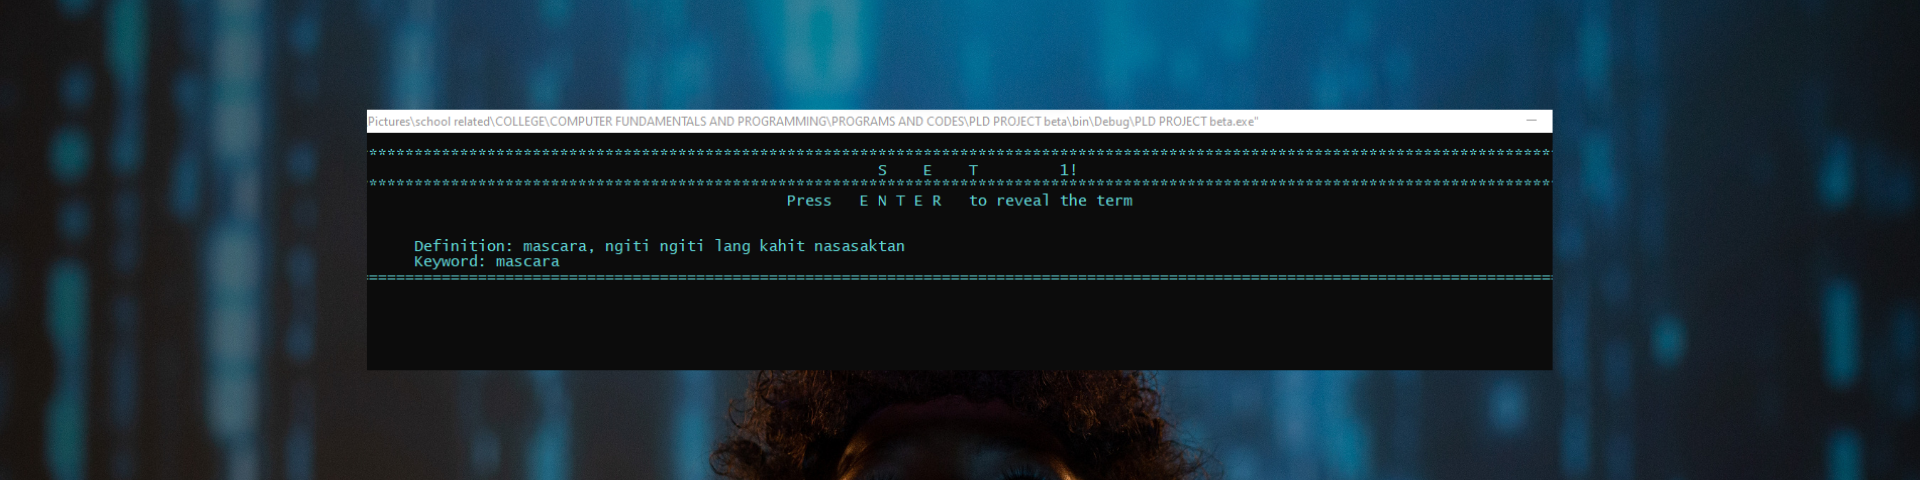 Pictures\school related\COLLEGE\COMPUTER FUNDAMENTALS AND PROGRAMMING\PROGRAMS AND CODES\PLD PROJECT beta\bin\Debug\PLD PROJECT beta.exe"
S E T 1!
Press E N T E R to reveal the term
Definition: mascara, ngiti ngiti lang kahit nasasaktan
Keyword: mascara